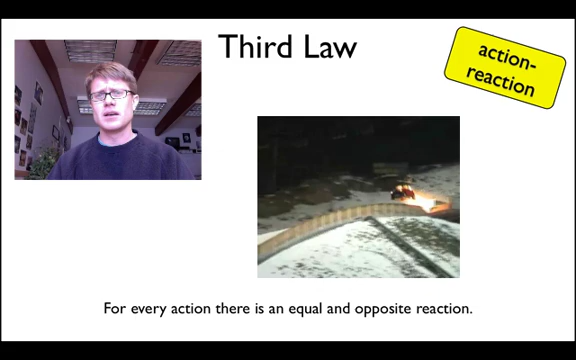 Third Law
action-
reaction
For every action there is an equal and opposite reaction.